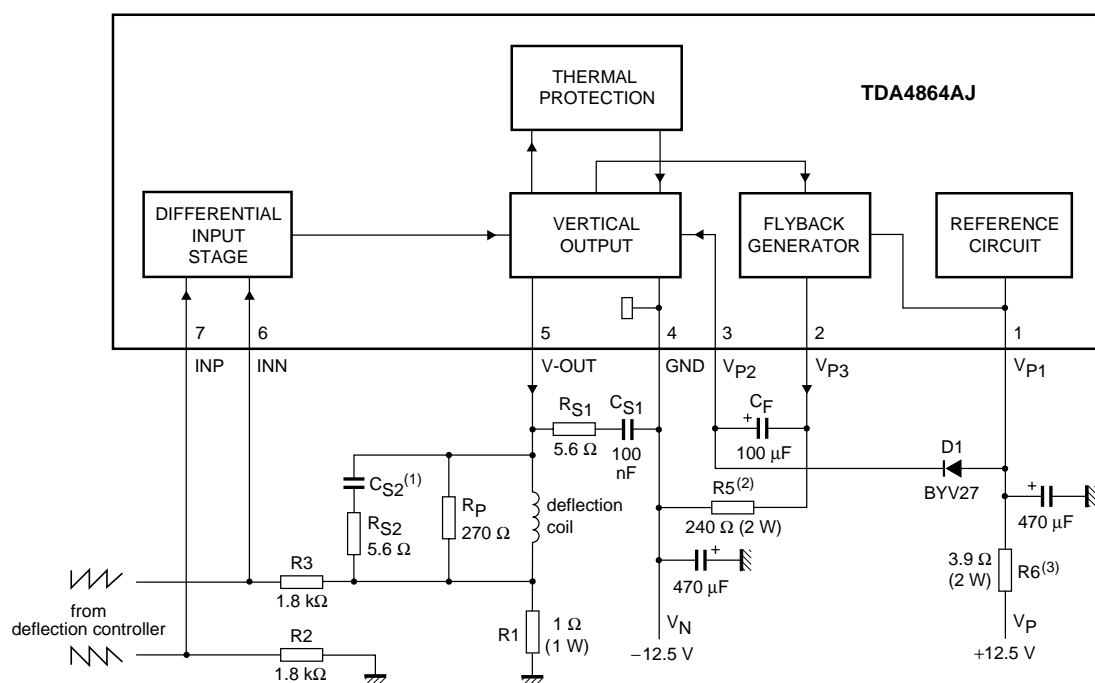 THERMAL
PROTECTION
TDA4864AJ
DIFFERENTIAL
INPUT
STAGE
VERTICAL
OUTPUT
FLYBACK
GENERATOR
REFERENCE
CIRCUIT
7
6
5
4
3
2
1
INP
INN
V-OUT
GND
VP2
VP3
VP1
RS1
5.6 Ω
CS1
100
nF
+
CF
100 μF
D1
BYV27
CS2(1)
RS2
5.6 Ω
RP
270 Ω
deflection
coil
R5(2)
240 Ω (2 W)
+
470 μF
+
470 μF
3.9 Ω
(2 W)
R6(3)
R3
1.8 kΩ
from
deflection controller
R2
1.8 kΩ
R1
1 Ω
(1 W)
VN
−12.5 V
VP
+12.5 V